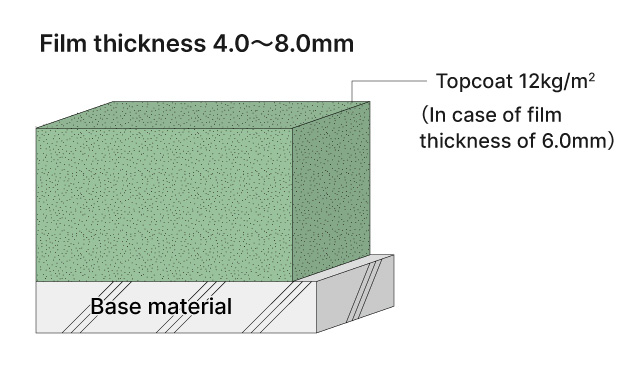 Film thickness 4.0〜8.0mm
Topcoat 12kg/m²
（In case of film
thickness of 6.0mm）
Base material